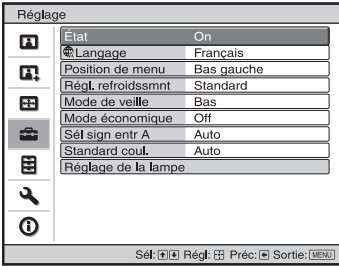 Réglage
État On
Langage Français
Position de menu Bas gauche
Régl. refroidssmnt Standard
Mode de veille Bas
Mode économique Off
Sél sign entr A Auto
Standard coul. Auto
Réglage de la lampe
Sél: Régl: Préc: Sortie: MENU